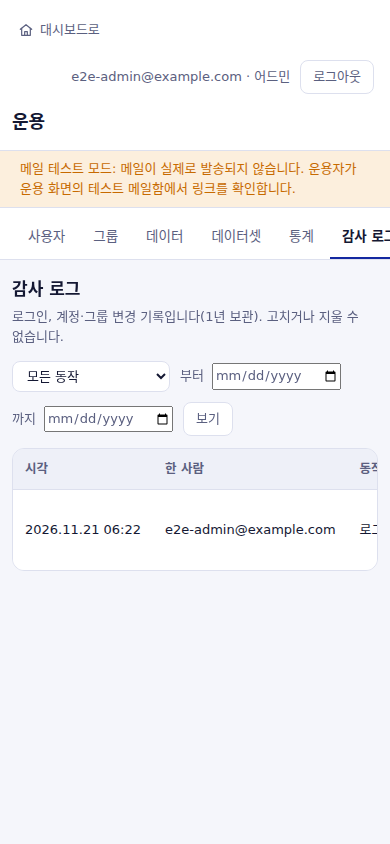 대시보드로
e2e-admin@example.com · 어드민
로그아웃
운용
메일 테스트 모드: 메일이 실제로 발송되지 않습니다. 운용자가
운용 화면의 테스트 메일함에서 링크를 확인합니다.
사용자 그룹 데이터 데이터셋 통계 감사 로그
감사 로그
로그인, 계정·그룹 변경 기록입니다(1년 보관). 고치거나 지울 수
없습니다.
모든 동작 부터 mm/dd/yyyy
까지 mm/dd/yyyy 보기
시각 한 사람 동작
2026.11.21 06:22 e2e-admin@example.com 로그